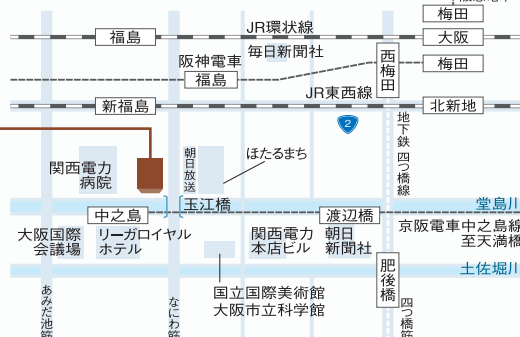 梅田
JR環状線
福島
大阪
阪神電車
毎日新聞社
西梅田
梅田
福島
JR東西線
新福島
北新地
2
地下鉄 四つ橋線
朝日放送
ほたるまち
関西電力
病院
玉江橋
堂島川
中之島
渡辺橋
京阪電車中之島線
至天満橋
大阪国際
会議場
リーガロイヤル
ホテル
関西電力
本店ビル
朝日
新聞社
肥後橋
土佐堀川
国立国際美術館
大阪市立科学館
あみだ池筋
なにわ筋
四つ橋筋